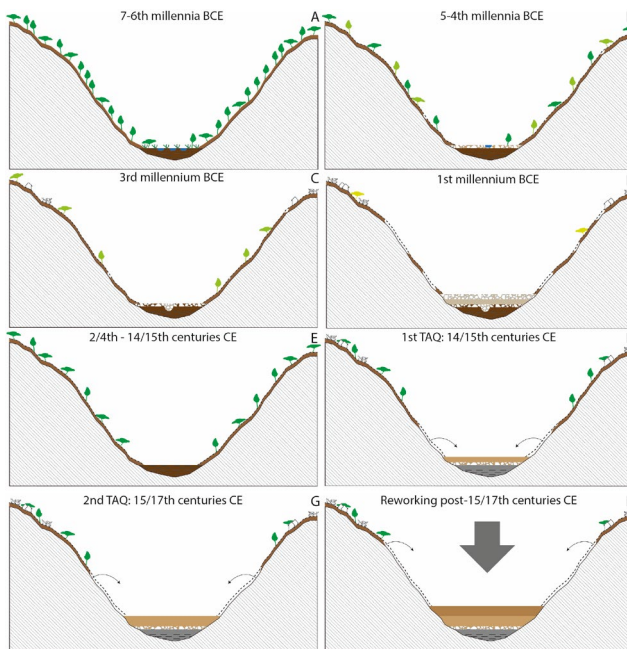 7-6th millennia BCE A
5-4th millennia BCE
3rd millennium BCE C
1st millennium BCE
2/4th - 14/15th centuries CE E
1st TAQ: 14/15th centuries CE
2nd TAQ: 15/17th centuries CE G
Reworking post-15/17th centuries CE